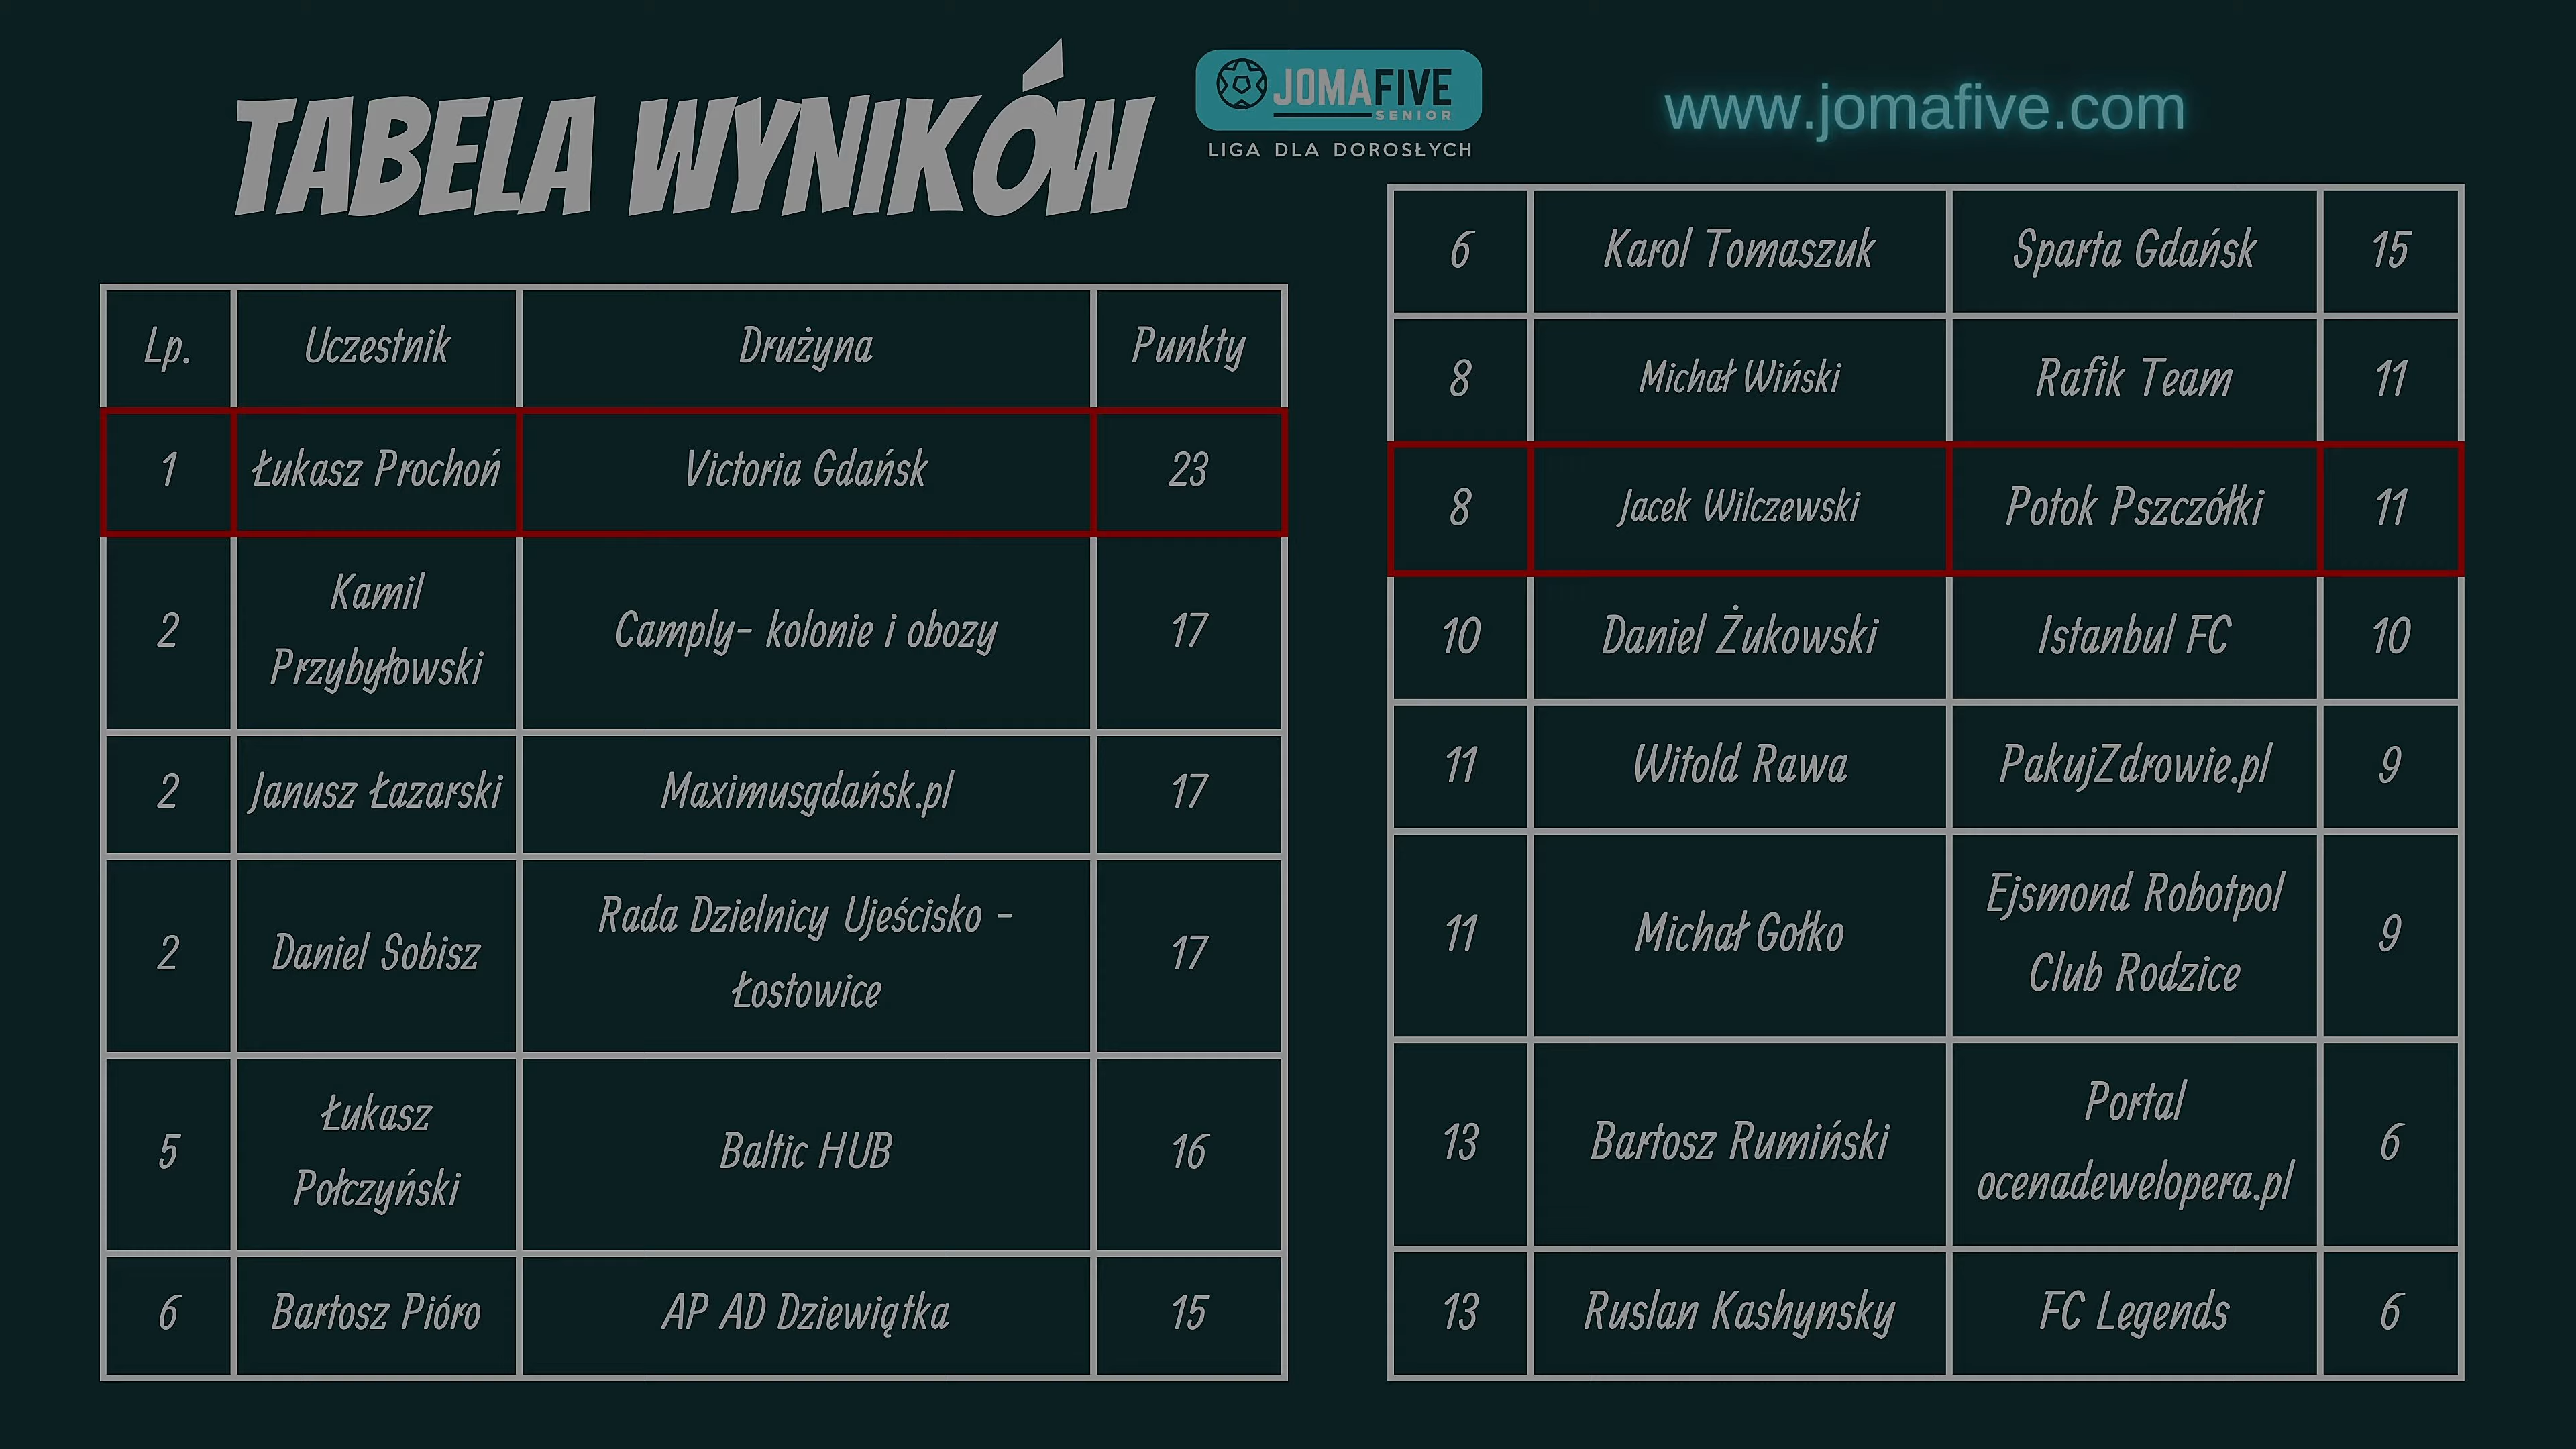 TABELA WYNIKÓW
JOMAFIVE
SENIOR
LIGA DLA DOROSŁYCH
www.jomafive.com
Lp. Uczestnik Drużyna Punkty
1 Łukasz Prochoń Victoria Gdańsk 23
2 Kamil Przybyłowski Camply- kolonie i obozy 17
2 Janusz Łazarski Maximusgdańsk.pl 17
2 Daniel Sobisz Rada Dzielnicy Ujeścisko - Łostowice 17
5 Łukasz Połczyński Baltic HUB 16
6 Bartosz Pióro AP AD Dziewiątka 15
6 Karol Tomaszuk Sparta Gdańsk 15
8 Michał Wiński Rafik Team 11
8 Jacek Wilczewski Potok Pszczółki 11
10 Daniel Żukowski Istanbul FC 10
11 Witold Rawa PakujZdrowie.pl 9
11 Michał Gołko Ejsmond Robotpol Club Rodzice 9
13 Bartosz Rumiński Portal ocenadewelopera.pl 6
13 Ruslan Kashynsky FC Legends 6